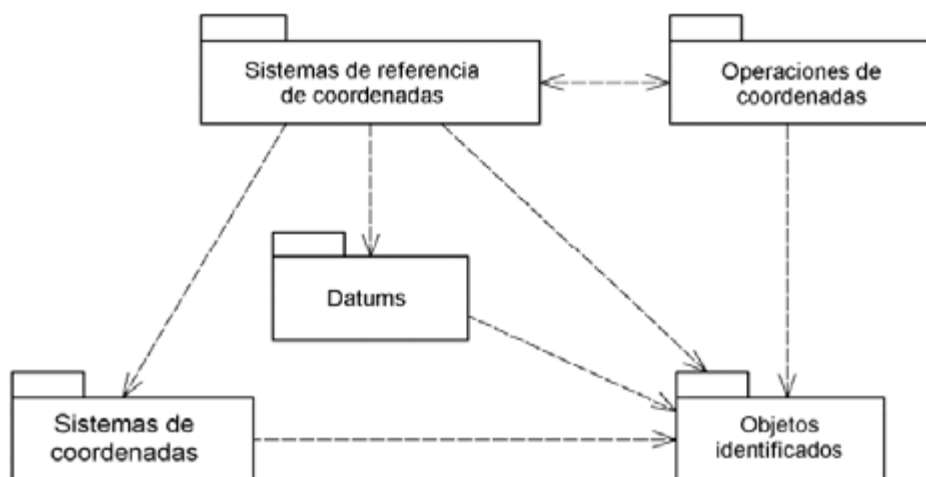 Sistemas de referencia
de coordenadas
Operaciones de
coordenadas
Datums
Sistemas de
coordenadas
Objetos
identificados